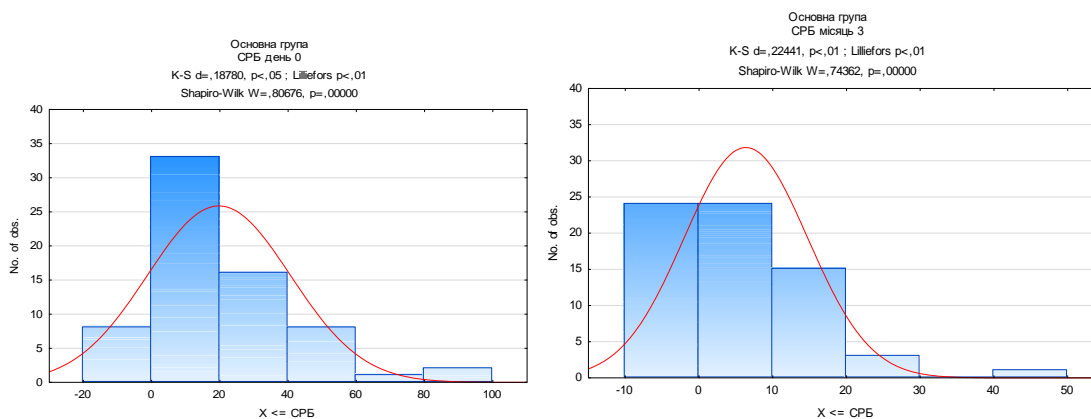 Основна група
СРБ день 0
K-S d=,18780, p<,05 ; Lilliefors p<,01
Shapiro-Wilk W=,80676, p=,00000
40
35
30
25
20
15
10
5
0
No. of obs.
-20 0 20 40 60 80 100
X <= СРБ
Основна група
СРБ місяць 3
K-S d=,22441, p<,01 ; Lilliefors p<,01
Shapiro-Wilk W=,74362, p=,00000
40
35
30
25
20
15
10
5
0
No. of obs.
-10 0 10 20 30 40 50
X <= СРБ